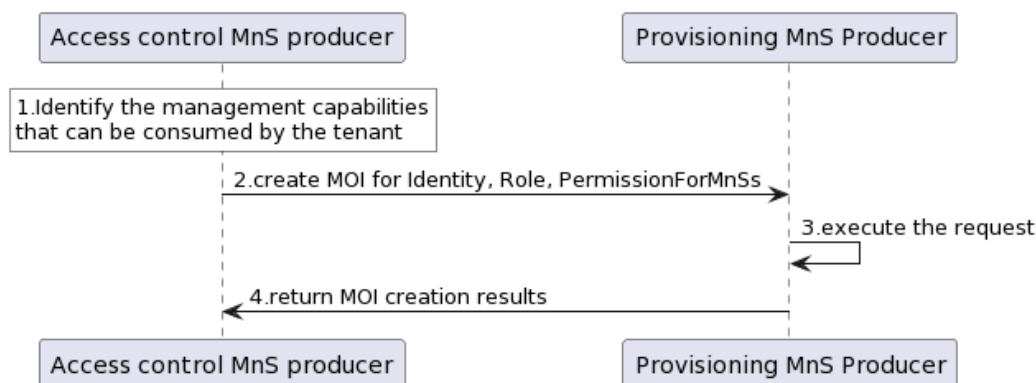 Access control MnS producer
Provisioning MnS Producer
1.Identify the management capabilities
that can be consumed by the tenant
2.create MOI for Identity, Role, PermissionForMnSs
3.execute the request
4.return MOI creation results
Access control MnS producer
Provisioning MnS Producer